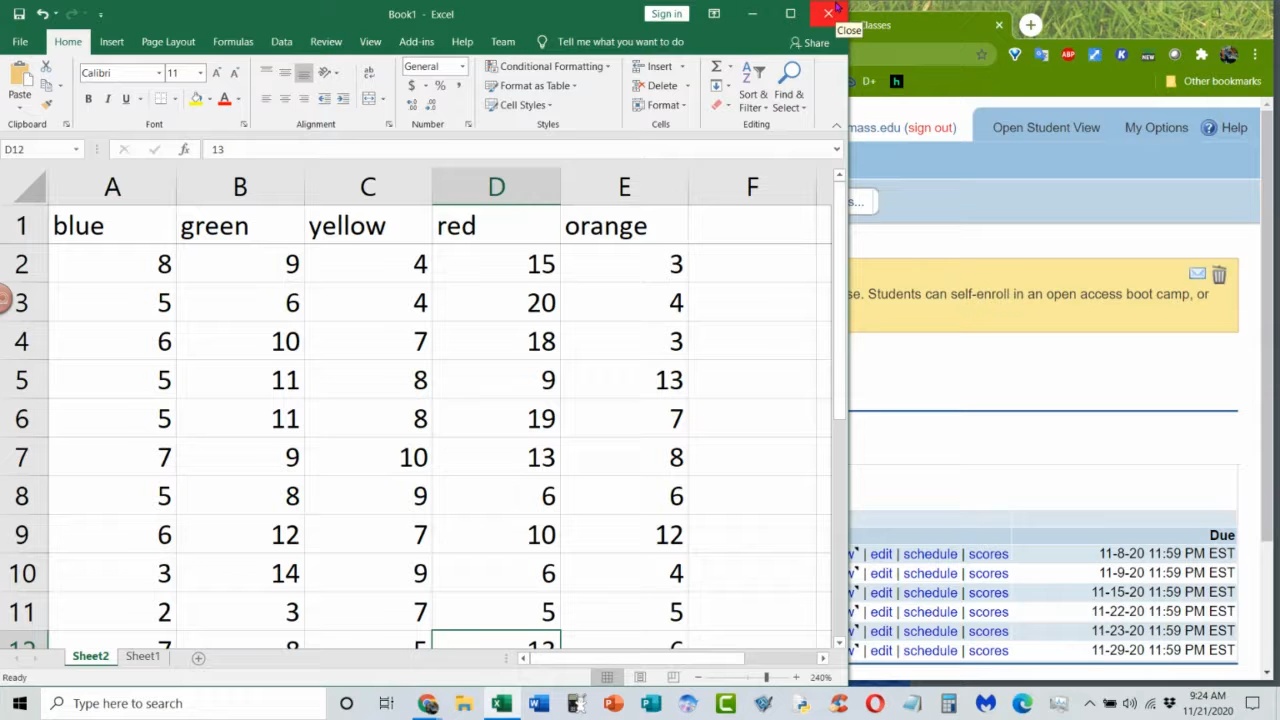 Book1 - Excel
Sign in
Close
lasses
File Home Insert Page Layout Formulas Data Review View Add-ins Help Team Tell me what you want to do Share
Paste
Calibri 11
B I U
General
$ % ,
Conditional Formatting
Format as Table
Cell Styles
Insert
Delete
Format
Sort & Filter
Find & Select
Clipboard Font Alignment Number Styles Cells Editing
D+ h
Other bookmarks
D12 fx 13
mass.edu (sign out) Open Student View My Options Help
A B C D E F
1 blue green yellow red orange
2 8 9 4 15 3
3 5 6 4 20 4
4 6 10 7 18 3
5 5 11 8 9 13
6 5 11 8 19 7
7 7 9 10 13 8
8 5 8 9 6 6
9 6 12 7 10 12
10 3 14 9 6 4
11 2 3 7 5 5
12 7 8 5 13 6
s...
se. Students can self-enroll in an open access boot camp, or
Due
w | edit | schedule | scores 11-8-20 11:59 PM EST
w | edit | schedule | scores 11-9-20 11:59 PM EST
w | edit | schedule | scores 11-15-20 11:59 PM EST
w | edit | schedule | scores 11-22-20 11:59 PM EST
w | edit | schedule | scores 11-23-20 11:59 PM EST
w | edit | schedule | scores 11-29-20 11:59 PM EST
Sheet2 Sheet1
Ready
240%
Type here to search
9:24 AM
11/21/2020